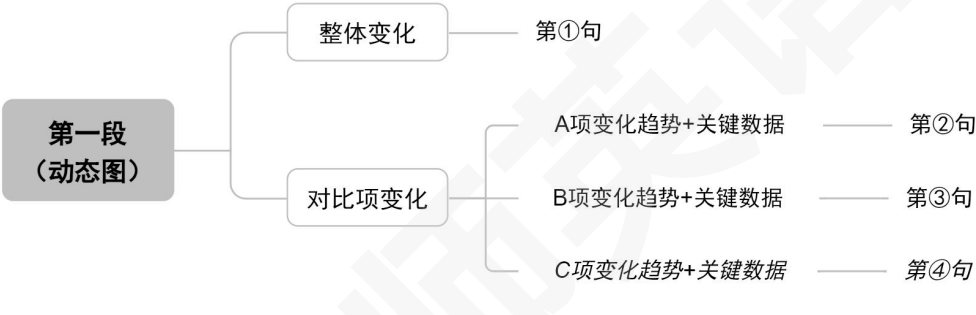 整体变化
第①句
第一段
（动态图）
A项变化趋势+关键数据
第②句
对比项变化
B项变化趋势+关键数据
第③句
C项变化趋势+关键数据
第④句
师英语